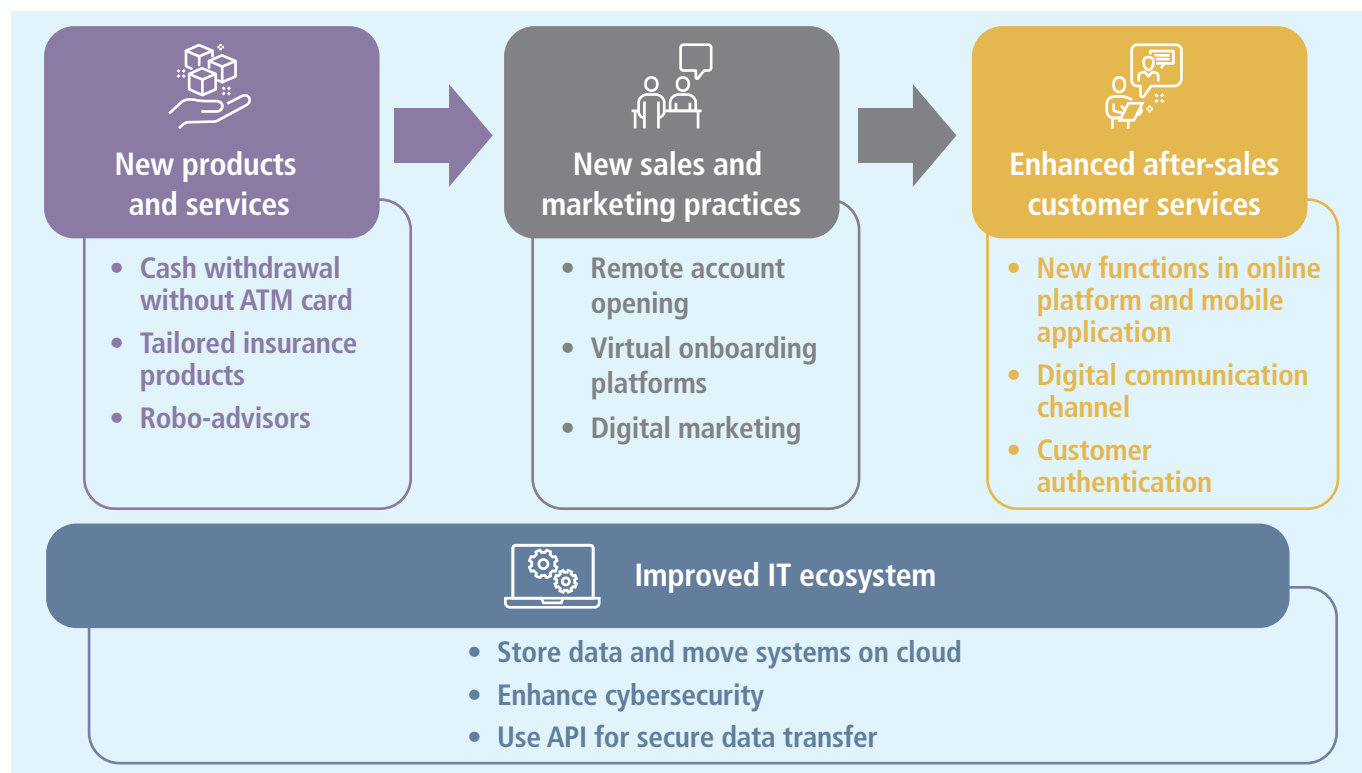 New products
and services
• Cash withdrawal
without ATM card
• Tailored insurance
products
• Robo-advisors
New sales and
marketing practices
• Remote account
opening
• Virtual onboarding
platforms
• Digital marketing
Enhanced after-sales
customer services
• New functions in online
platform and mobile
application
• Digital communication
channel
• Customer
authentication
Improved IT ecosystem
• Store data and move systems on cloud
• Enhance cybersecurity
• Use API for secure data transfer